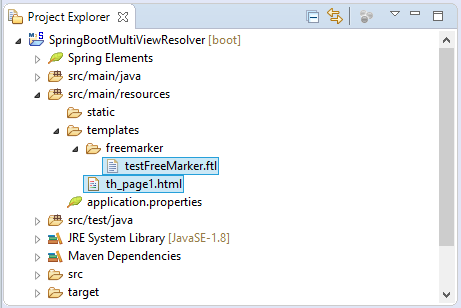 Project Explorer
SpringBootMultiViewResolver [boot]
Spring Elements
src/main/java
src/main/resources
static
templates
freemarker
testFreeMarker.ftl
th_page1.html
application.properties
src/test/java
JRE System Library [JavaSE-1.8]
Maven Dependencies
src
target